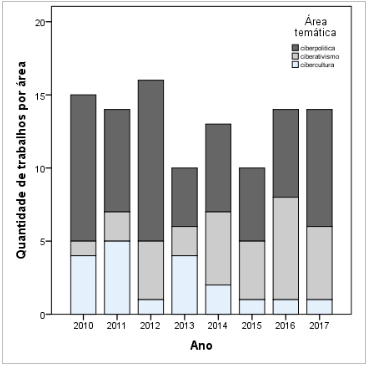 Área
temática
ciberpolítica
ciberativismo
cibercultura
Quantidade de trabalhos por área
20
15
10
5
0
2010 2011 2012 2013 2014 2015 2016 2017
Ano